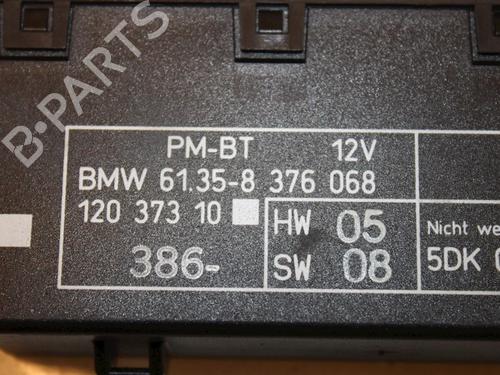 B-PARTS
PM-BT 12V
BMW 61.35-8 376 068
120 373 10
HW 05
386-
SW 08
Nicht we
5DK 0